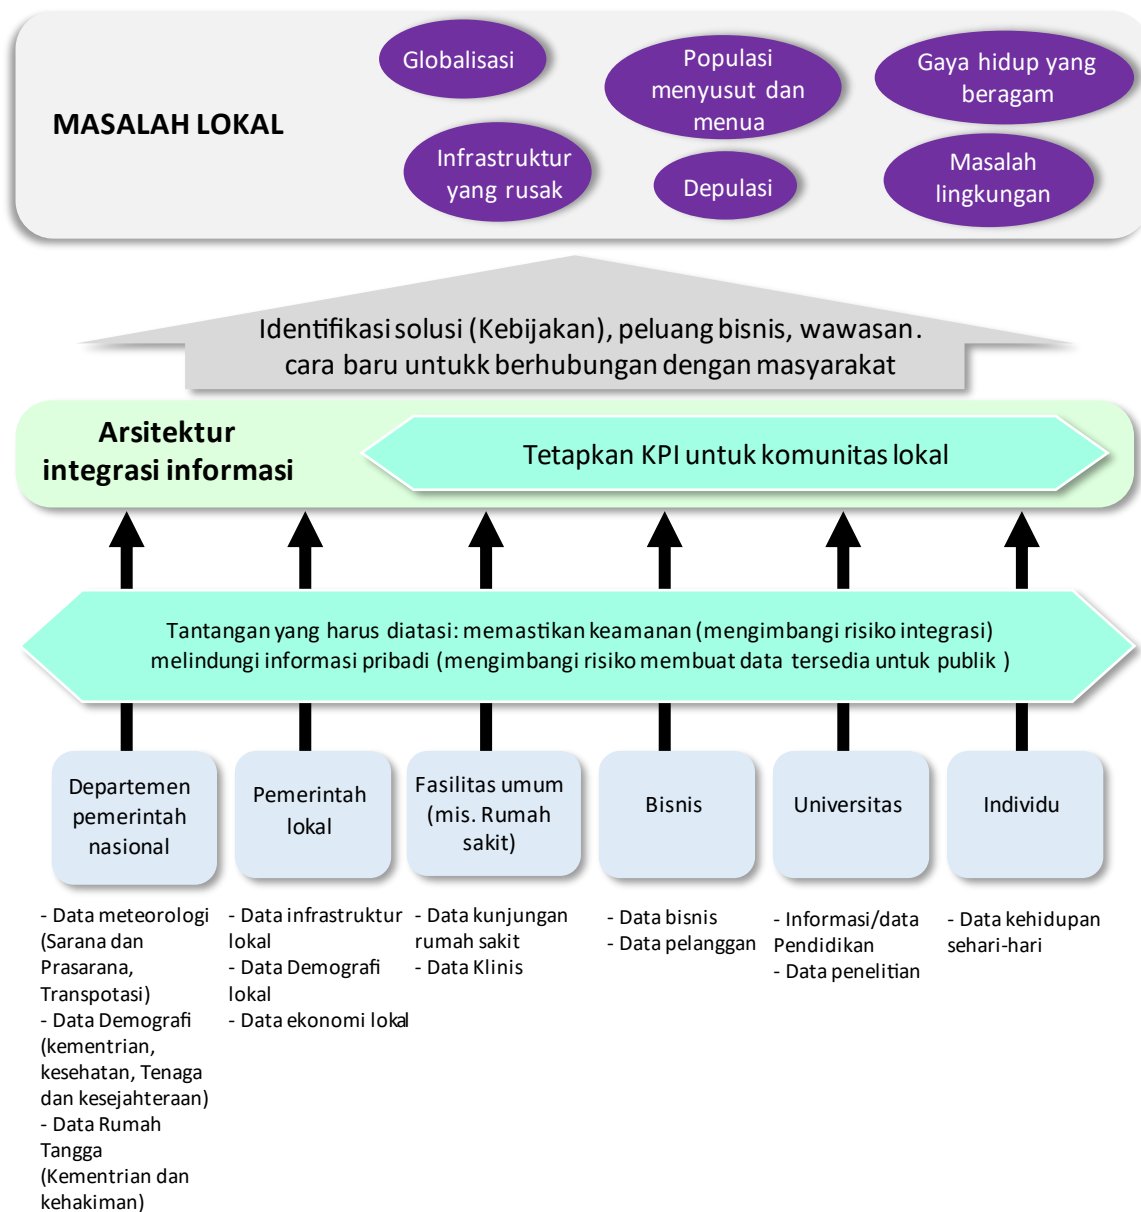 MASALAH LOKAL
Globalisasi
Populasi
menyusut dan
menua
Gaya hidup yang
beragam
Infrastruktur
yang rusak
Depulasi
Masalah
lingkungan
Identifikasi solusi (Kebijakan), peluang bisnis, wawasan.
cara baru untukk berhubungan dengan masyarakat
Arsitektur
integrasi informasi
Tetapkan KPI untuk komunitas lokal
Tantangan yang harus diatasi: memastikan keamanan (mengimbangi risiko integrasi)
melindungi informasi pribadi (mengimbangi risiko membuat data tersedia untuk publik )
Departemen
pemerintah
nasional
Pemerintah
lokal
Fasilitas umum
(mis. Rumah
sakit)
Bisnis
Universitas
Individu
- Data meteorologi
(Sarana dan
Prasarana,
Transpotasi)
- Data Demografi
(kementrian,
kesehatan, Tenaga
dan kesejahteraan)
- Data Rumah
Tangga
(Kementrian dan
kehakiman)
- Data infrastruktur
lokal
- Data Demografi
lokal
- Data ekonomi lokal
- Data kunjungan
rumah sakit
- Data Klinis
- Data bisnis
- Data pelanggan
- Informasi/data
Pendidikan
- Data penelitian
- Data kehidupan
sehari-hari